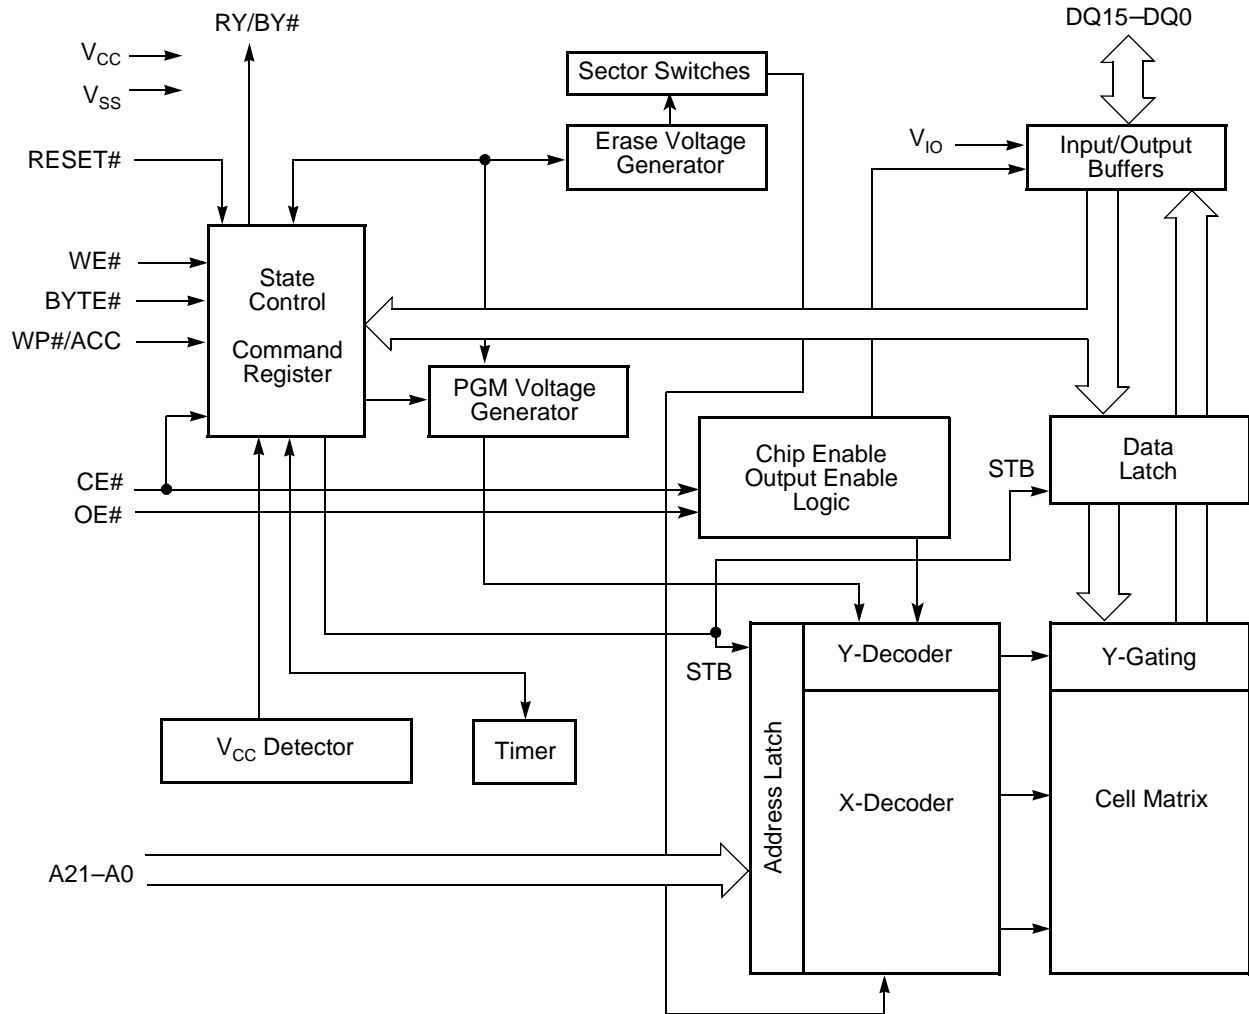 RY/BY#
DQ15–DQ0
VCC
VSS
Sector Switches
Erase Voltage
Generator
VIO
Input/Output
Buffers
RESET#
WE#
BYTE#
WP#/ACC
State
Control
Command
Register
PGM Voltage
Generator
Chip Enable
Output Enable
Logic
STB
Data
Latch
CE#
OE#
STB
Y-Decoder
Y-Gating
VCC Detector
Timer
Address Latch
X-Decoder
Cell Matrix
A21–A0